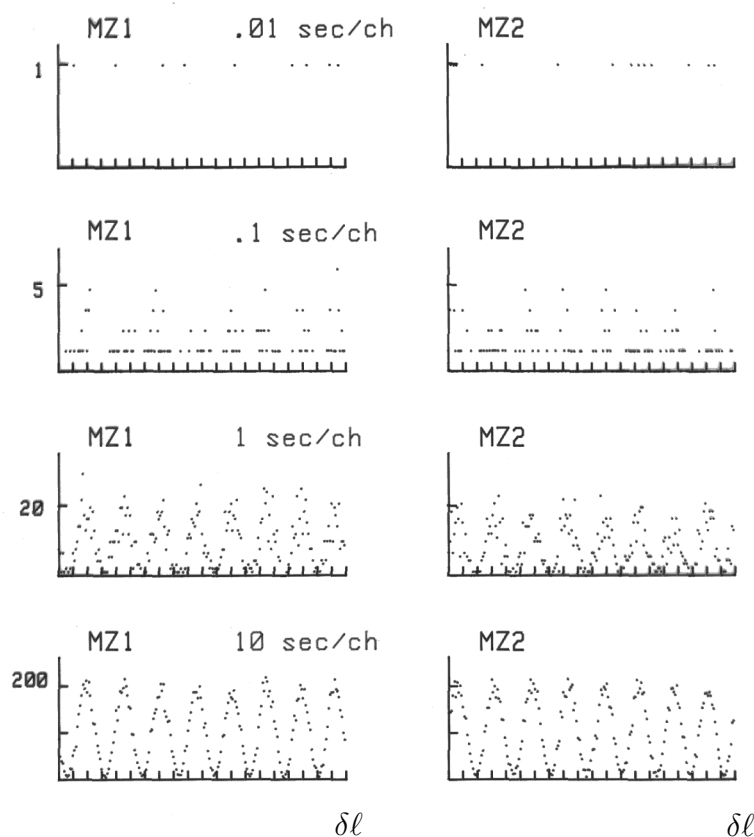 MZ1 .01 sec/ch MZ2
1
MZ1 .1 sec/ch MZ2
5
MZ1 1 sec/ch MZ2
20
MZ1 10 sec/ch MZ2
200
δℓ δℓ